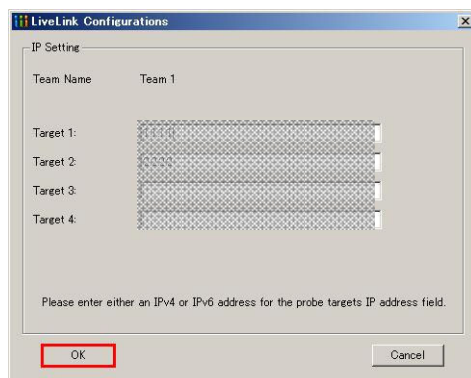 LiveLink Configurations
IP Setting
Team Name Team 1
Target 1:
Target 2:
Target 3:
Target 4:
Please enter either an IPv4 or IPv6 address for the probe targets IP address field.
OK Cancel